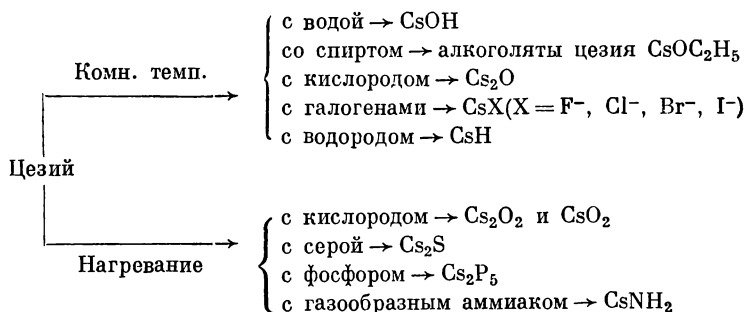 Цезий
Комн. темп.
с водой → CsOH
со спиртом → алкоголяты цезия CsOC₂H₅
с кислородом → Cs₂O
с галогенами → CsX(X = F⁻, Cl⁻, Br⁻, I⁻)
с водородом → CsH
Нагревание
с кислородом → Cs₂O₂ и CsO₂
с серой → Cs₂S
с фосфором → Cs₂P₅
с газообразным аммиаком → CsNH₂